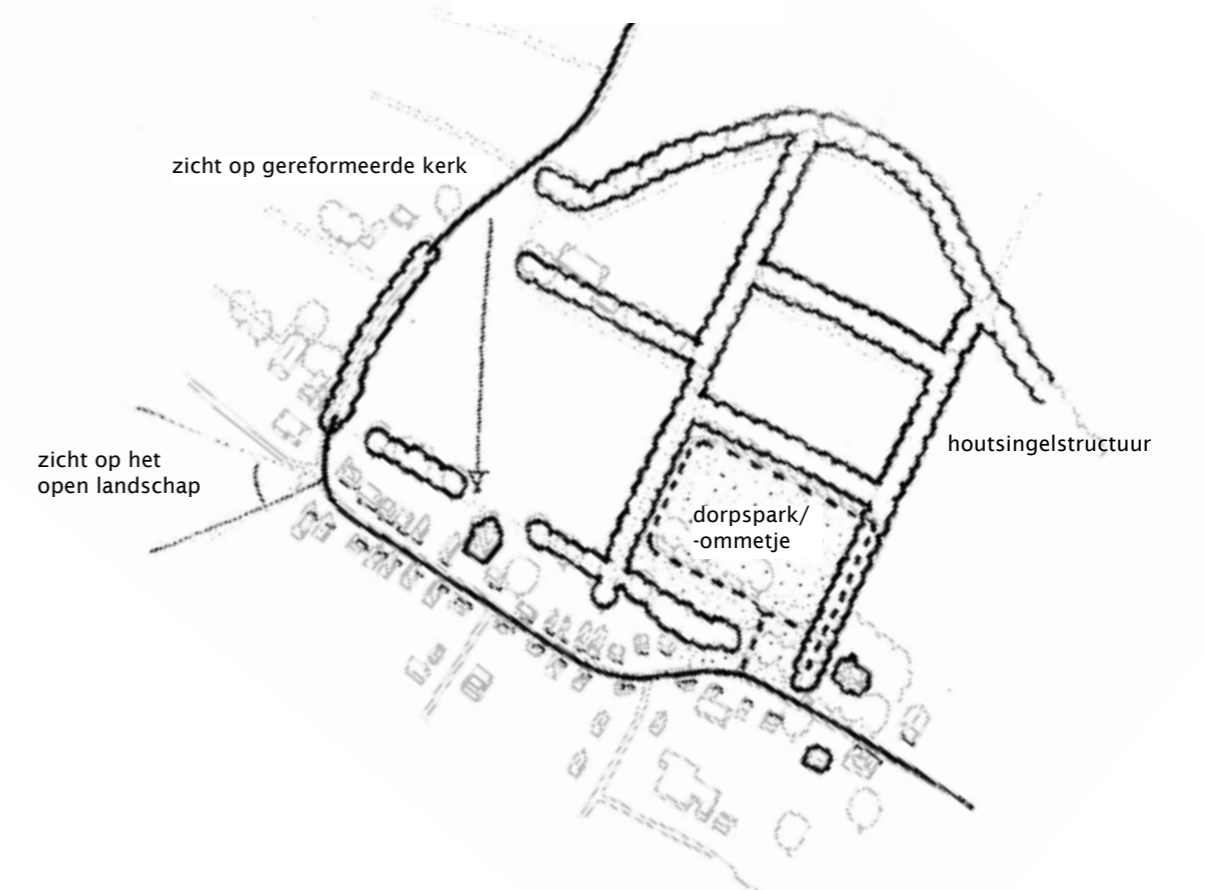 zicht op gereformeerde kerk
houtsingelstructuur
zicht op het
open landschap
dorpspark/
-ommetje